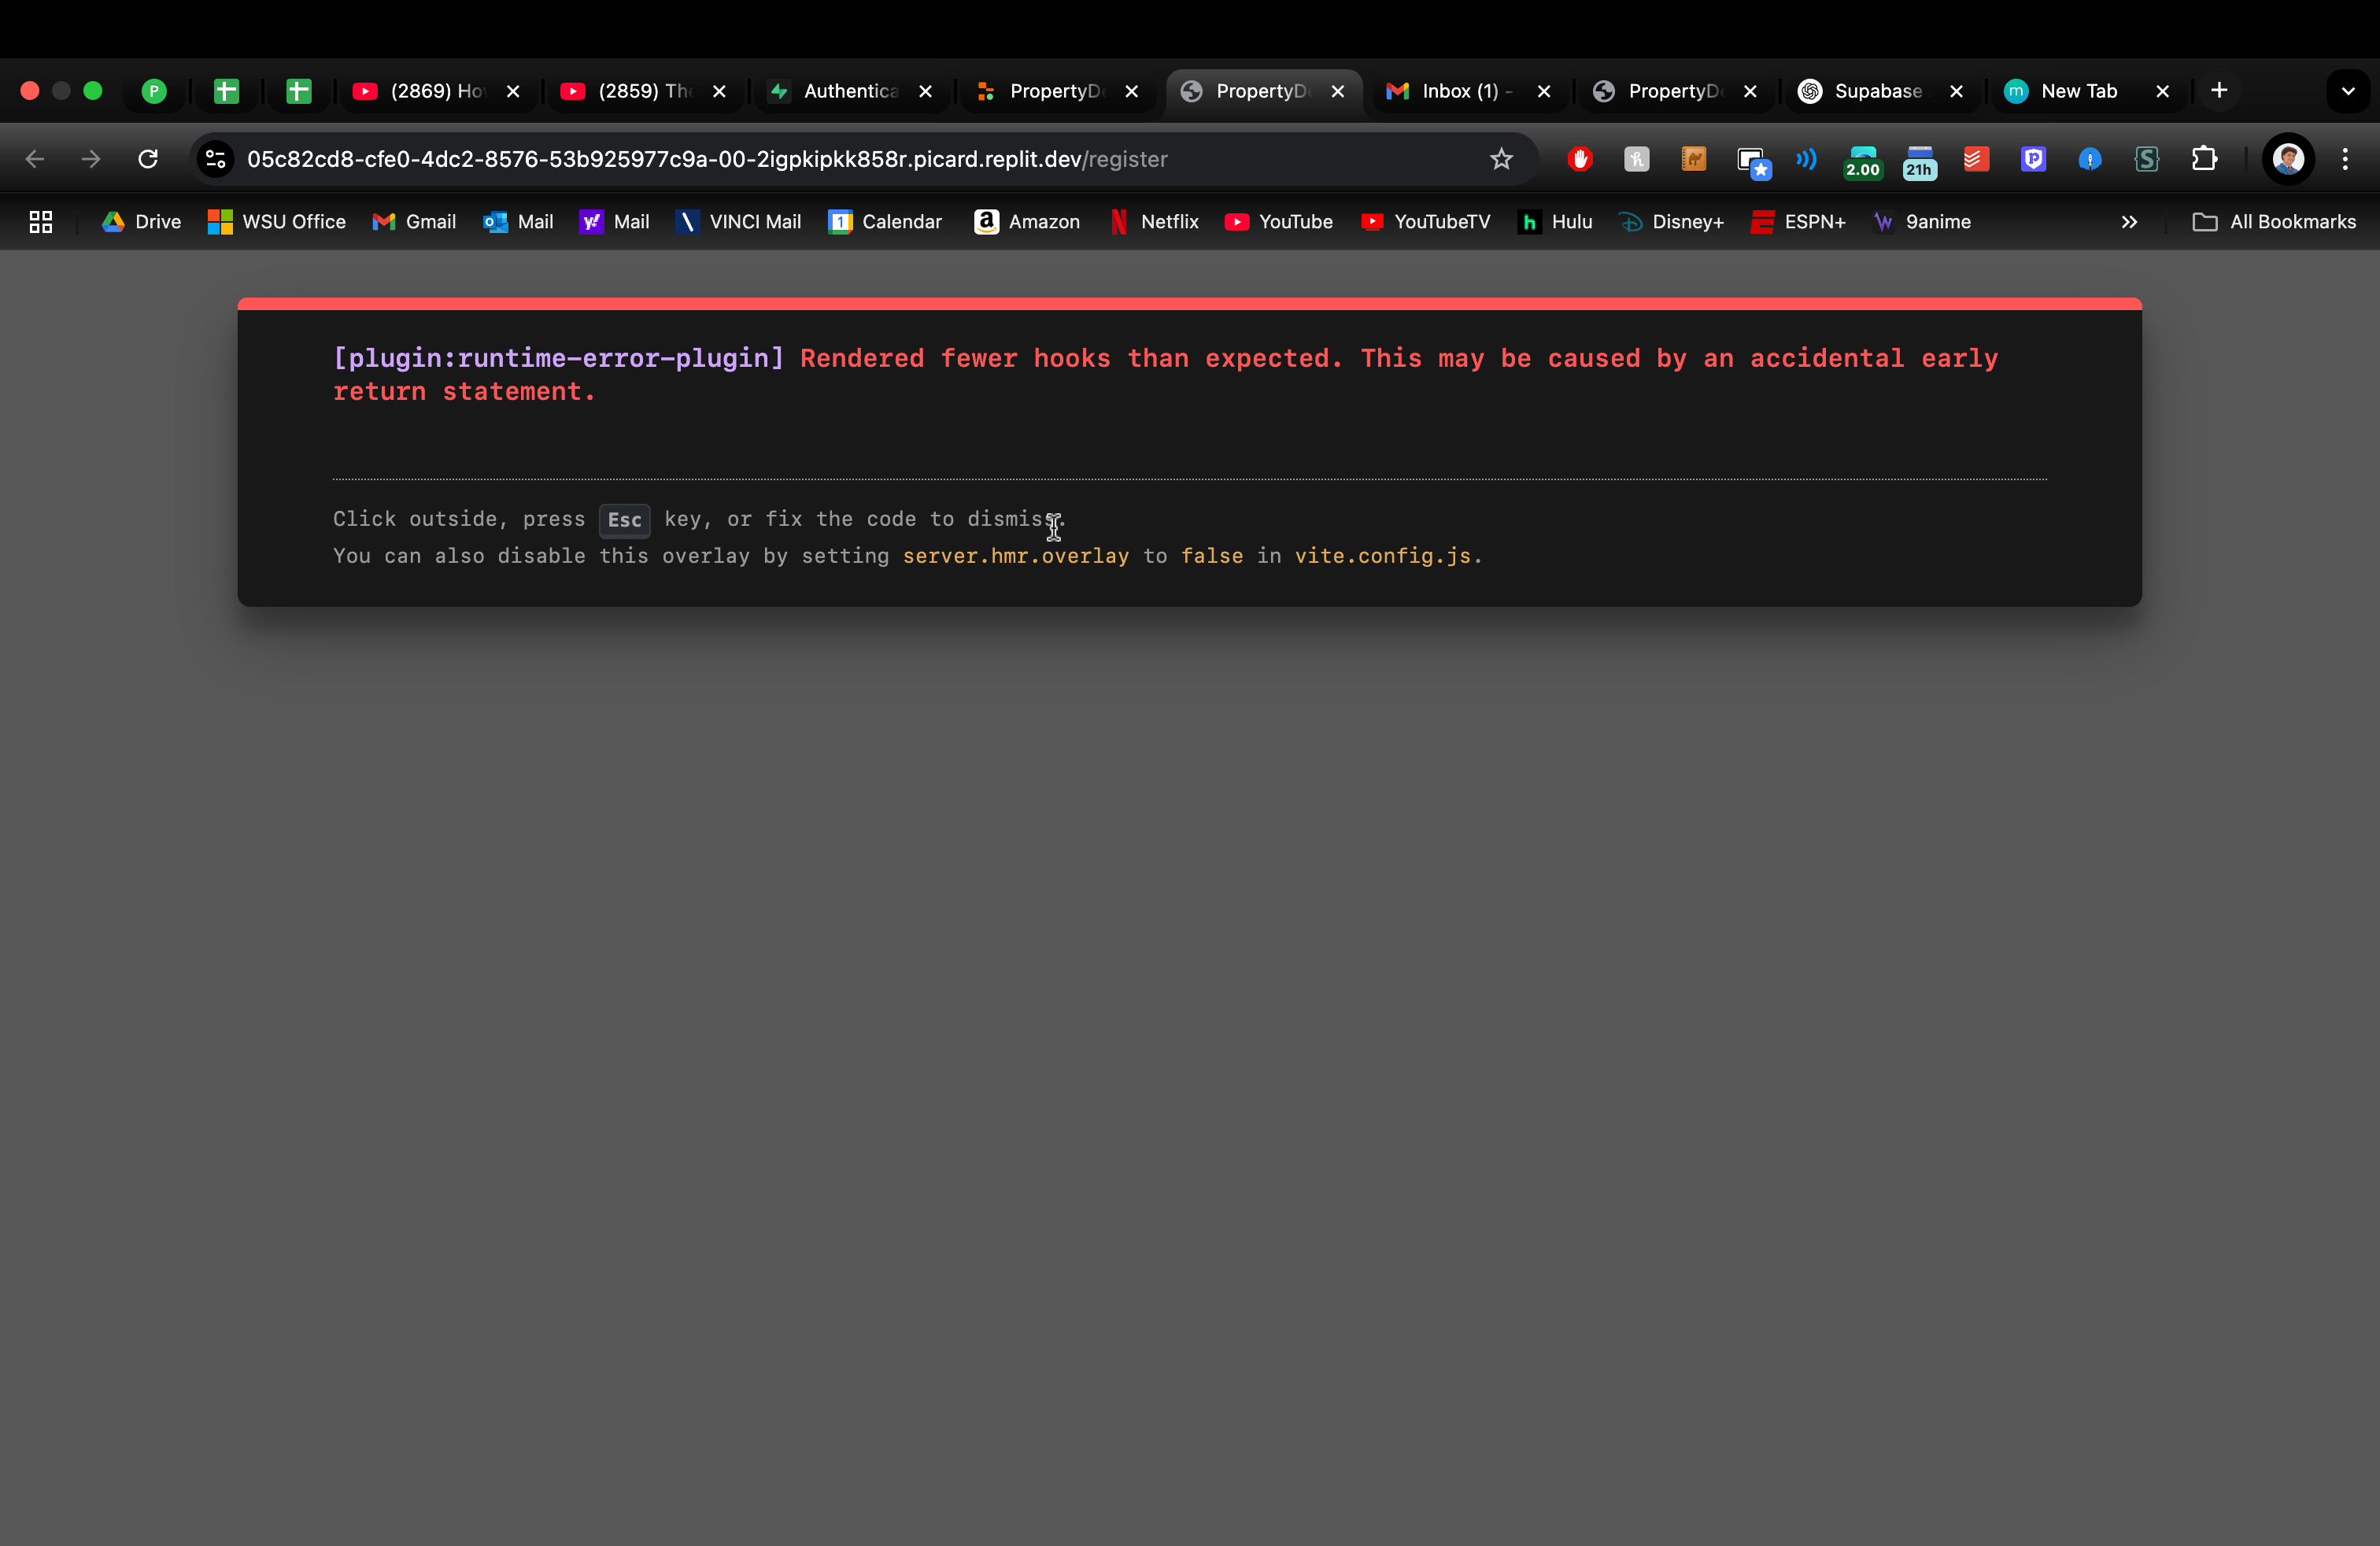 P
(2869) Ho
(2859) The
Authentica
PropertyD
PropertyD
Inbox (1) -
PropertyD
Supabase
m
New Tab
05c82cd8-cfe0-4dc2-8576-53b925977c9a-00-2igpkipkk858r.picard.replit.dev/register
2.00
21h
Drive
WSU Office
Gmail
Mail
Mail
VINCI Mail
Calendar
Amazon
Netflix
YouTube
YouTubeTV
Hulu
Disney+
ESPN+
9anime
All Bookmarks
[plugin:runtime-error-plugin] Rendered fewer hooks than expected. This may be caused by an accidental early
return statement.
Click outside, press Esc key, or fix the code to dismiss.
You can also disable this overlay by setting server.hmr.overlay to false in vite.config.js.